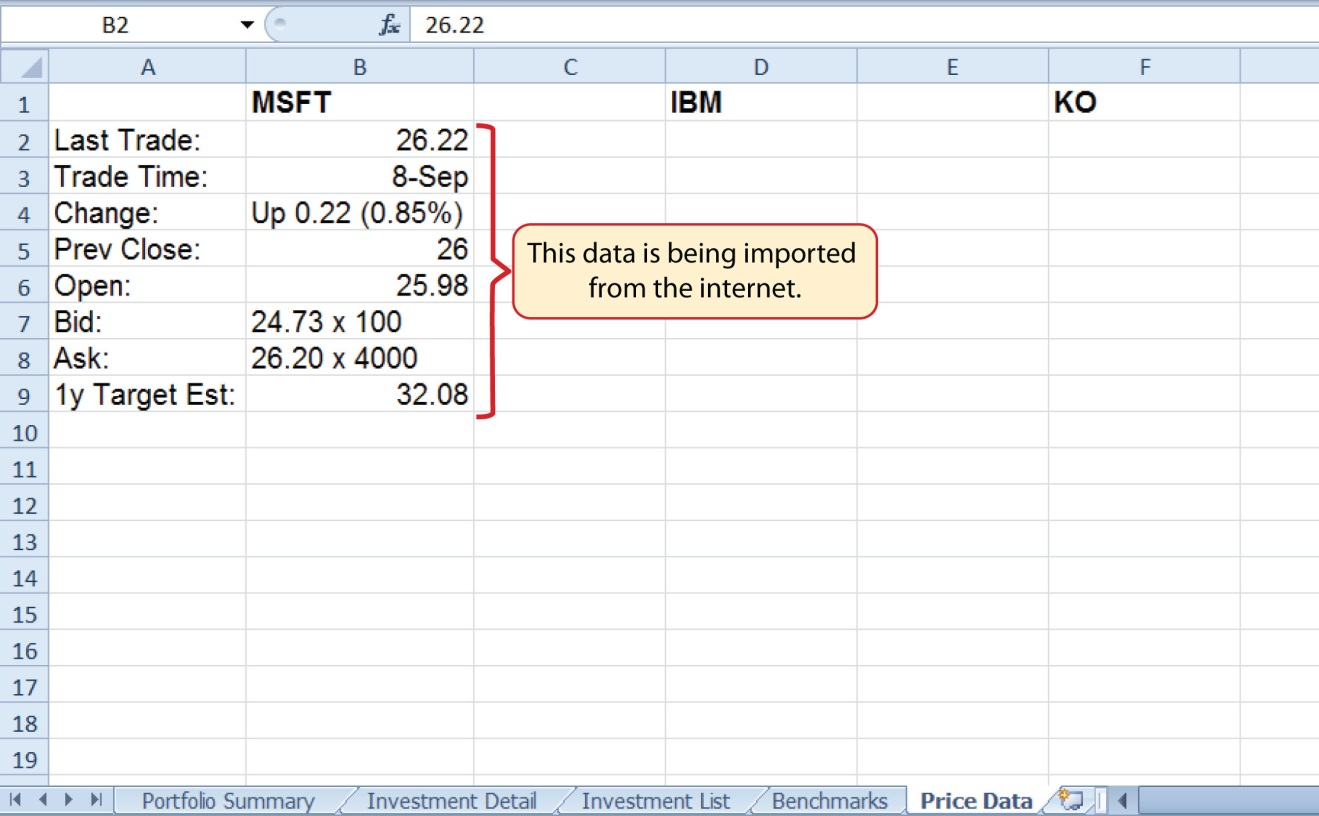 B2 fx 26.22
A B C D E F
1 MSFT IBM KO
2 Last Trade: 26.22
3 Trade Time: 8-Sep
4 Change: Up 0.22 (0.85%)
5 Prev Close: 26
6 Open: 25.98
7 Bid: 24.73 x 100
8 Ask: 26.20 x 4000
9 1y Target Est: 32.08
This data is being imported
from the internet.
10
11
12
13
14
15
16
17
18
19
Portfolio Summary Investment Detail Investment List Benchmarks Price Data